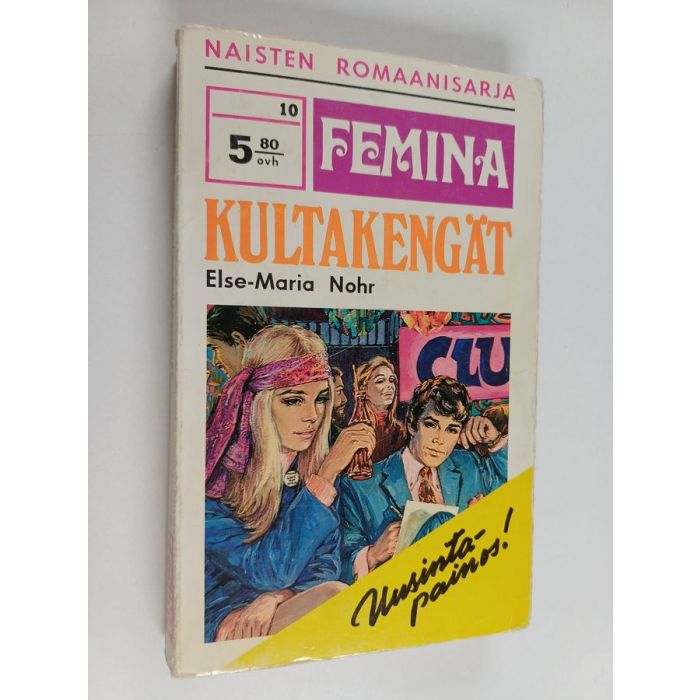 NAISTEN ROMAANISARJA
10
5 80
ovh
FEMINA
KULTAKENGÄT
Else-Maria Nohr
CLU
Uusinta-
painos!